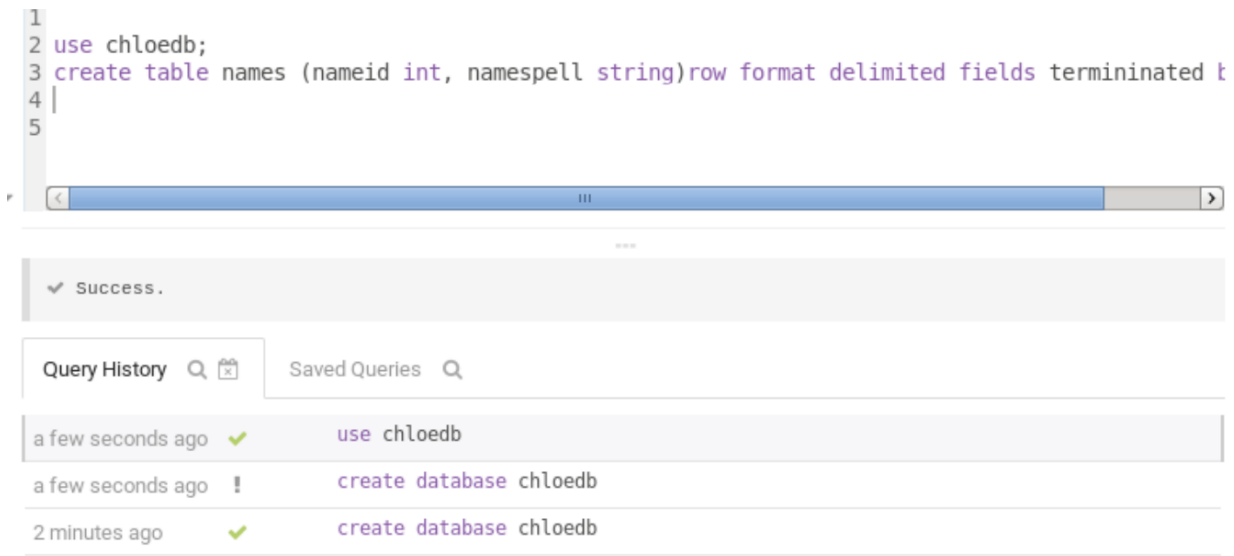 1
2 use chloedb;
3 create table names (nameid int, namespell string)row format delimited fields termininated b
4
5
Success.
Query History Saved Queries
a few seconds ago use chloedb
a few seconds ago ! create database chloedb
2 minutes ago create database chloedb